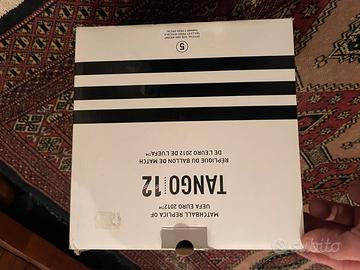 MATCHBALL REPLICA OF
UEFA EURO 2012™
TANGO 12
RÉPLIQUE DU BALLON DE MATCH
DE L'EURO 2012 DE L'UEFA™
5
subito